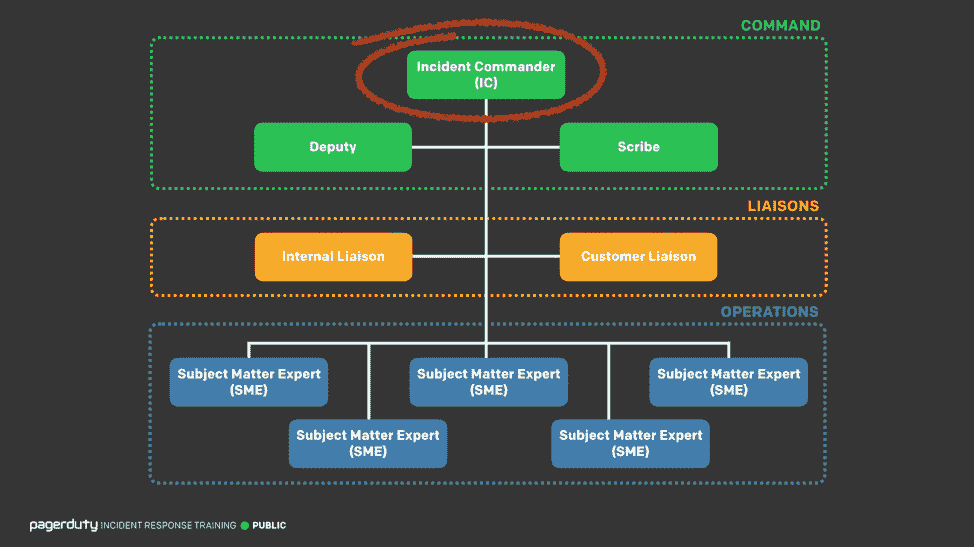 COMMAND
Incident Commander
(IC)
Deputy
Scribe
LIAISONS
Internal Liaison
Customer Liaison
OPERATIONS
Subject Matter Expert
(SME)
Subject Matter Expert
(SME)
Subject Matter Expert
(SME)
Subject Matter Expert
(SME)
Subject Matter Expert
(SME)
pagerduty INCIDENT RESPONSE TRAINING PUBLIC